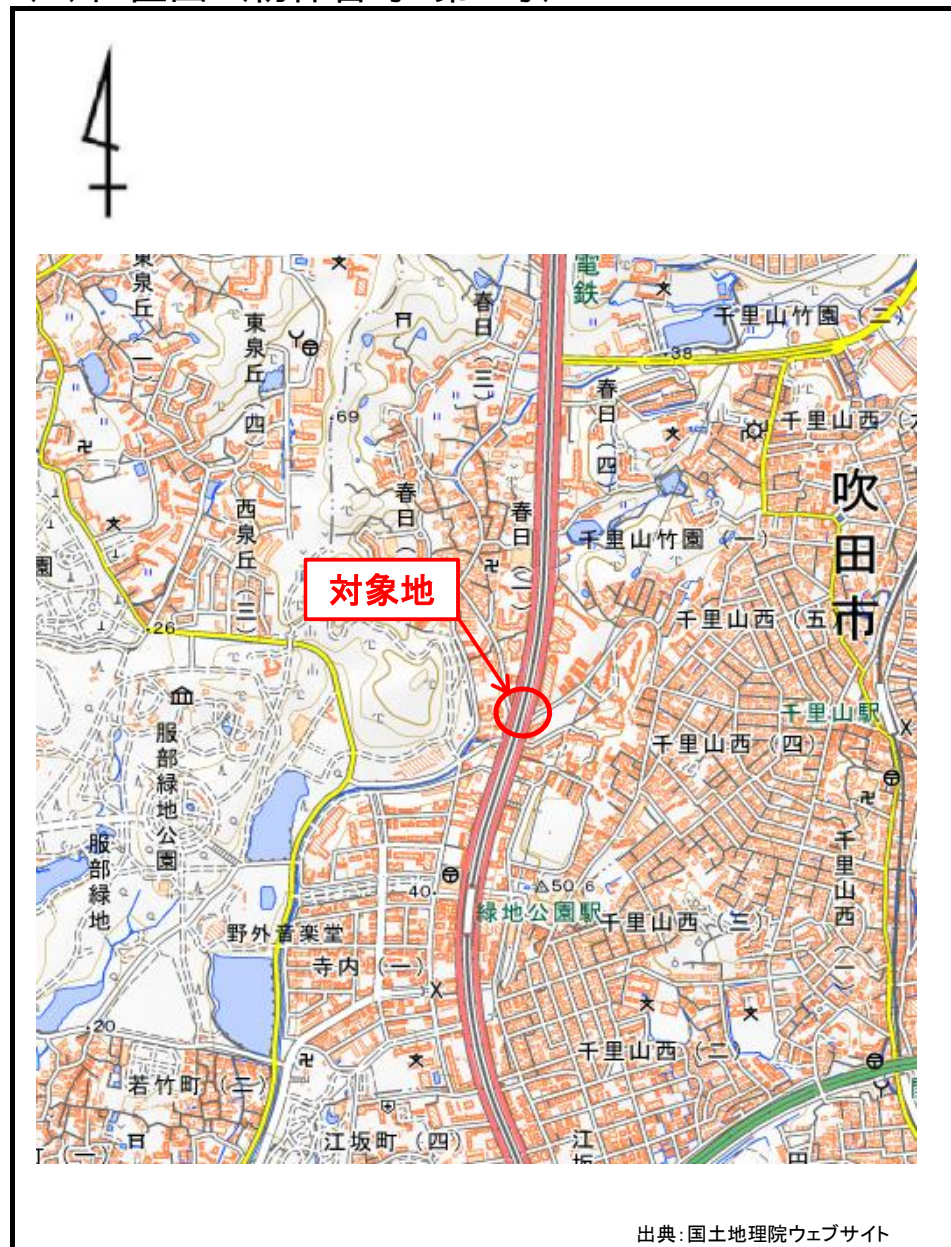 東泉丘(一)
東泉丘(四)
春日(三)
電鉄
千里山竹園(二)
38
春日(四)
千里山西(六
69
西泉丘(三)
春日(
春日(一)
千里山竹園(一)
吹田市
園
対象地
26
千里山西(五
千里山駅
千里山西(四)
服部緑地公園
服部緑地
40
50 6
緑地公園駅
千里山西(三)
千里山西(一)
野外音楽堂
寺内(一)
20
千里山西(二)
若竹町(二)
江坂町(四)
江坂
田
出典:国土地理院ウェブサイト